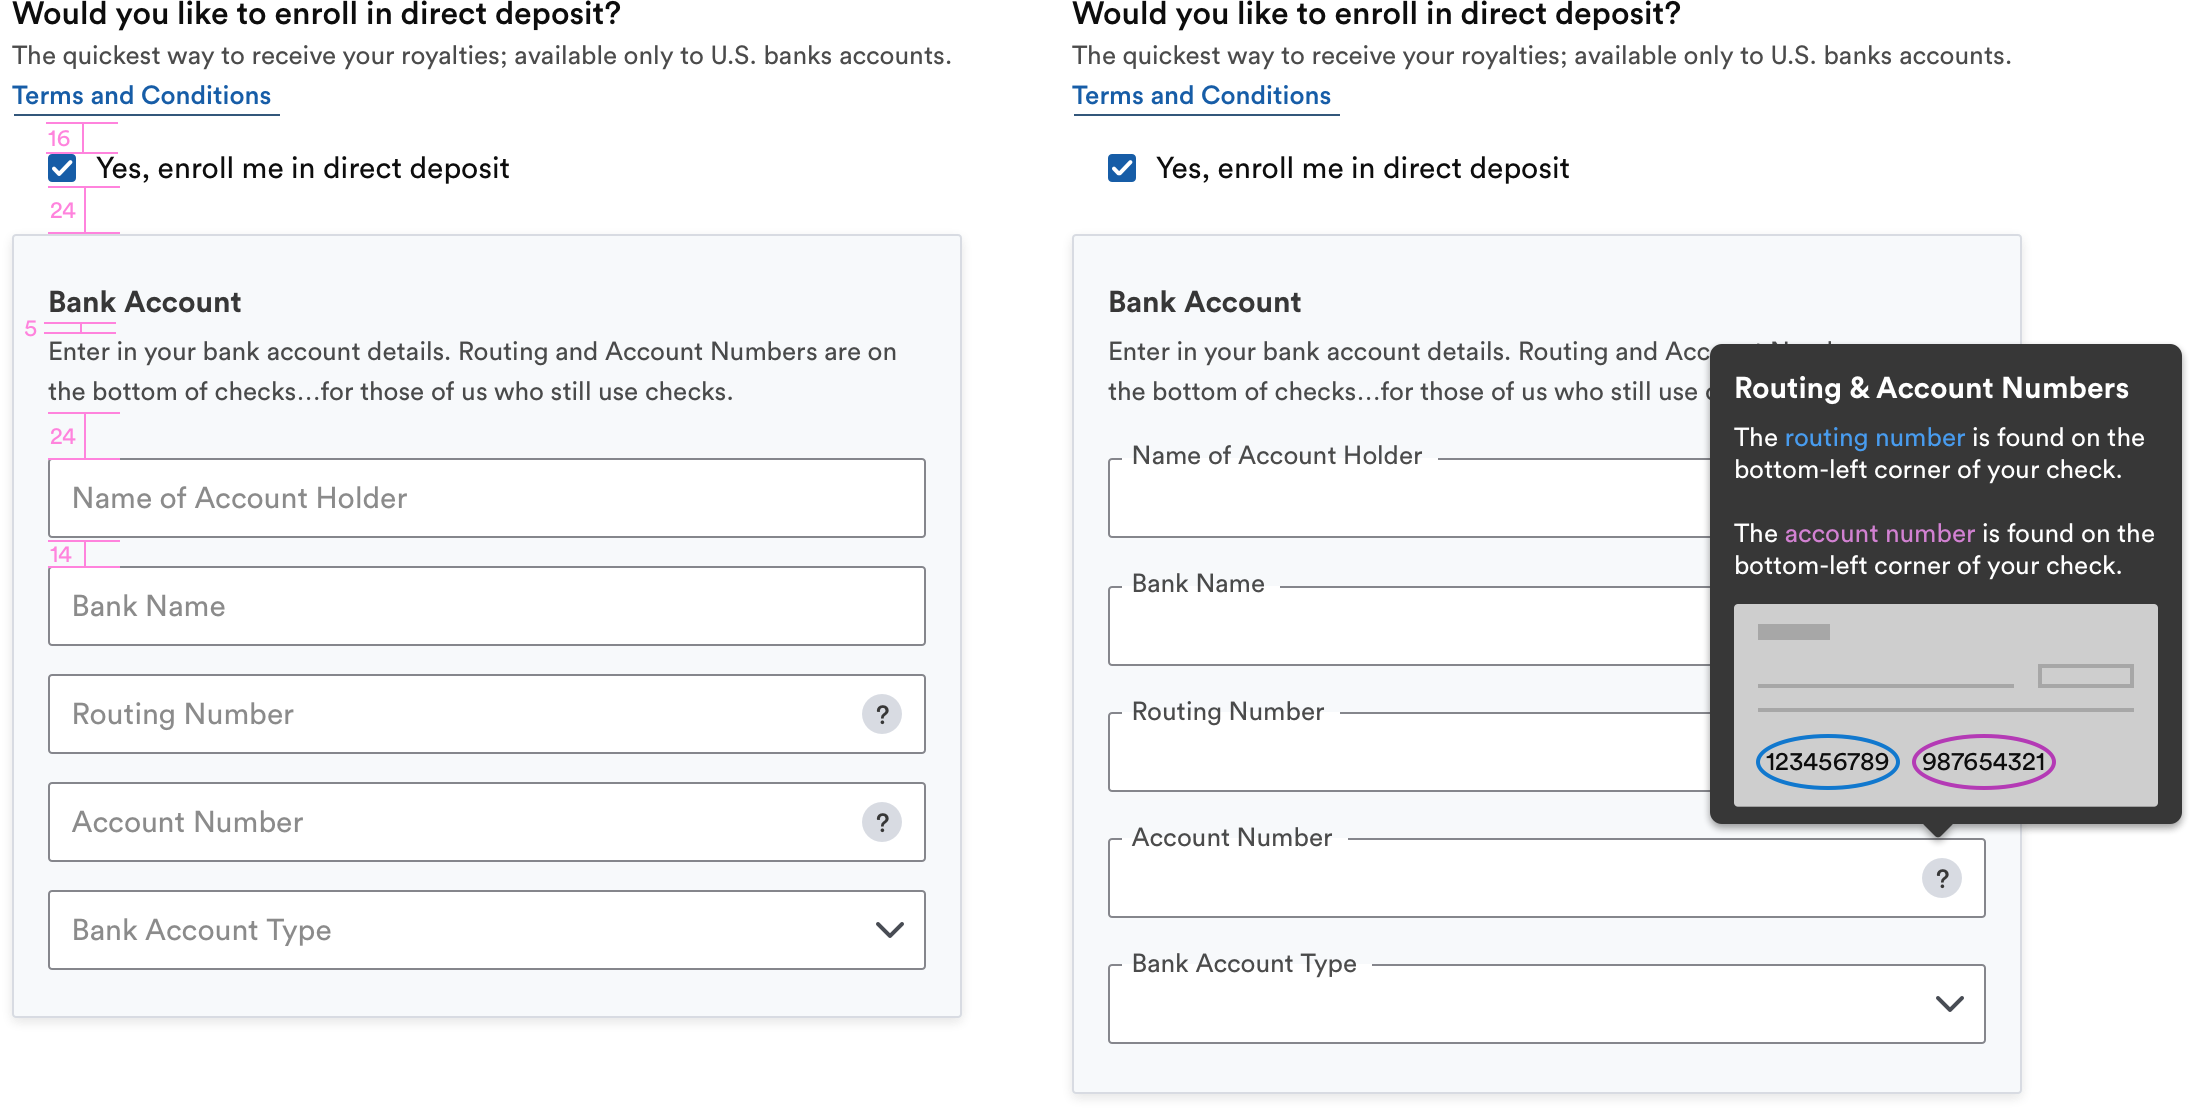 Would you like to enroll in direct deposit?
The quickest way to receive your royalties; available only to U.S. banks accounts.
Terms and Conditions
16
Yes, enroll me in direct deposit
24
Bank Account
5
Enter in your bank account details. Routing and Account Numbers are on
the bottom of checks...for those of us who still use checks.
24
Name of Account Holder
14
Bank Name
Routing Number
?
Account Number
?
Bank Account Type
Would you like to enroll in direct deposit?
The quickest way to receive your royalties; available only to U.S. banks accounts.
Terms and Conditions
Yes, enroll me in direct deposit
Bank Account
Enter in your bank account details. Routing and
the bottom of checks...for those of us who still use
Name of Account Holder
Bank Name
Routing Number
Account Number
?
Bank Account Type
Routing & Account Numbers
The routing number is found on the
bottom-left corner of your check.
The account number is found on the
bottom-left corner of your check.
123456789 987654321